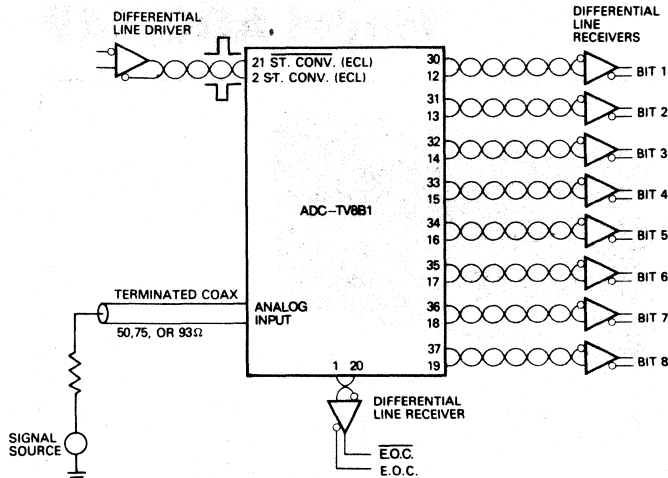 DIFFERENTIAL
LINE DRIVER
DIFFERENTIAL
LINE
RECEIVERS
21 ST. CONV. (ECL)
2 ST. CONV. (ECL)
30
12
BIT 1
31
13
BIT 2
32
14
BIT 3
33
15
BIT 4
ADC-TV8B1
34
16
BIT 5
35
17
BIT 6
36
18
BIT 7
37
19
BIT 8
TERMINATED COAX
50,75, OR 93Ω
ANALOG
INPUT
1 20
DIFFERENTIAL
LINE RECEIVER
SIGNAL
SOURCE
E.O.C.
E.O.C.